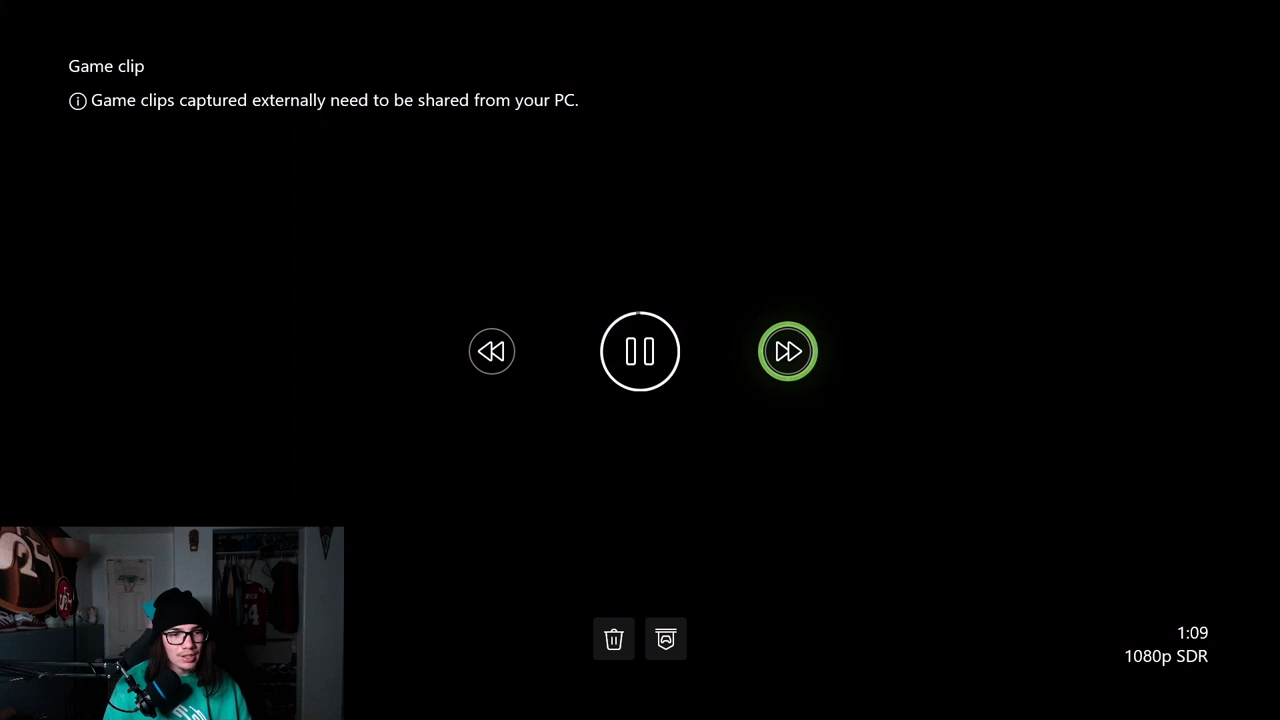 Game clip
Game clips captured externally need to be shared from your PC.
1:09
1080p SDR